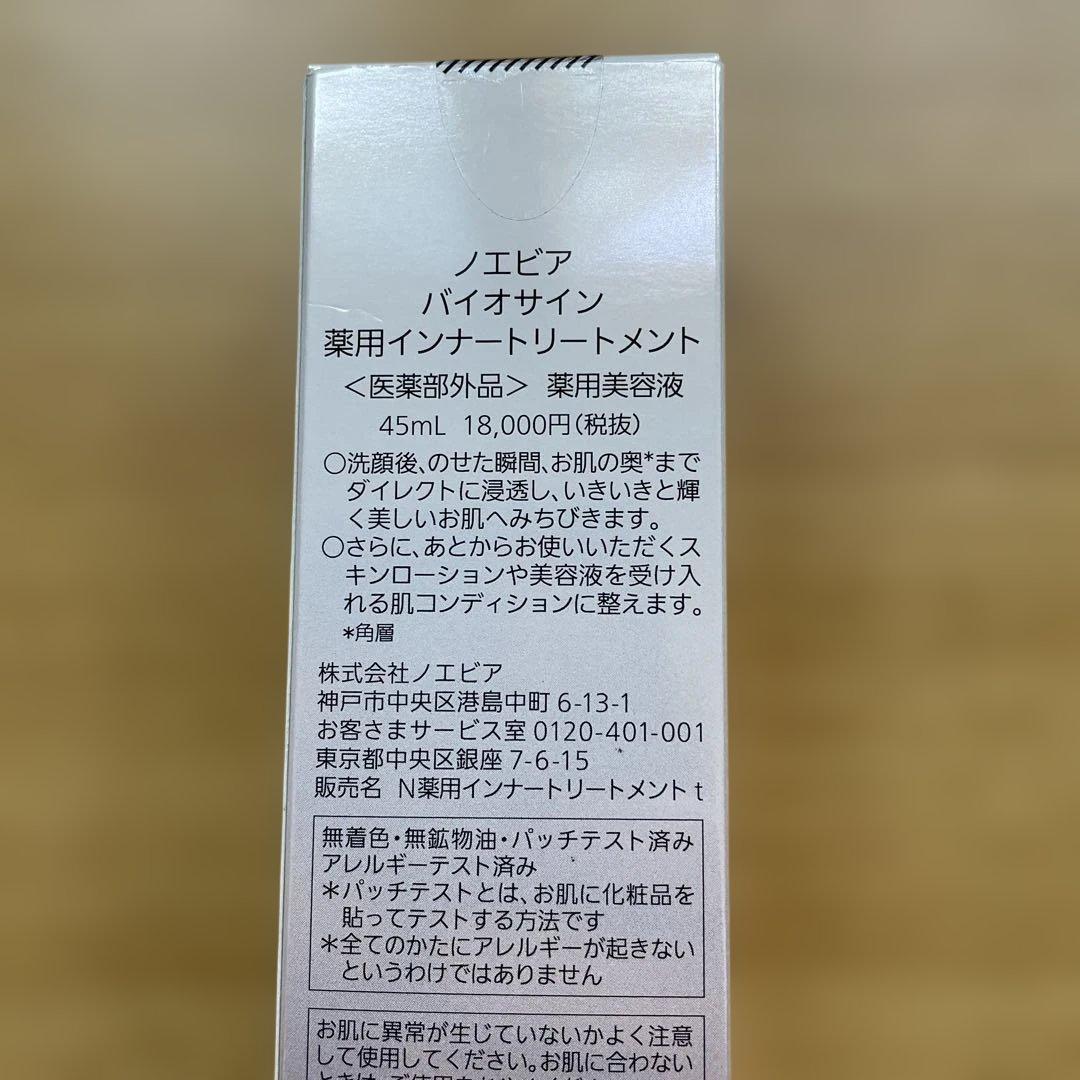 ノエビア
バイオサイン
薬用インナートリートメント
＜医薬部外品＞ 薬用美容液
45mL 18,000円(税抜)
○洗顔後、のせた瞬間、お肌の奥*まで
ダイレクトに浸透し、いきいきと輝
く美しいお肌へみちびきます。
○さらに、あとからお使いいただくス
キンローションや美容液を受け入
れる肌コンディションに整えます。
*角層
株式会社ノエビア
神戸市中央区港島中町 6-13-1
お客さまサービス室 0120-401-001
東京都中央区銀座 7-6-15
販売名 N薬用インナートリートメント t
無着色・無鉱物油・パッチテスト済み
アレルギーテスト済み
＊パッチテストとは、お肌に化粧品を
貼ってテストする方法です
＊全てのかたにアレルギーが起きない
というわけではありません
お肌に異常が生じていないかよく注意
して使用してください。お肌に合わない